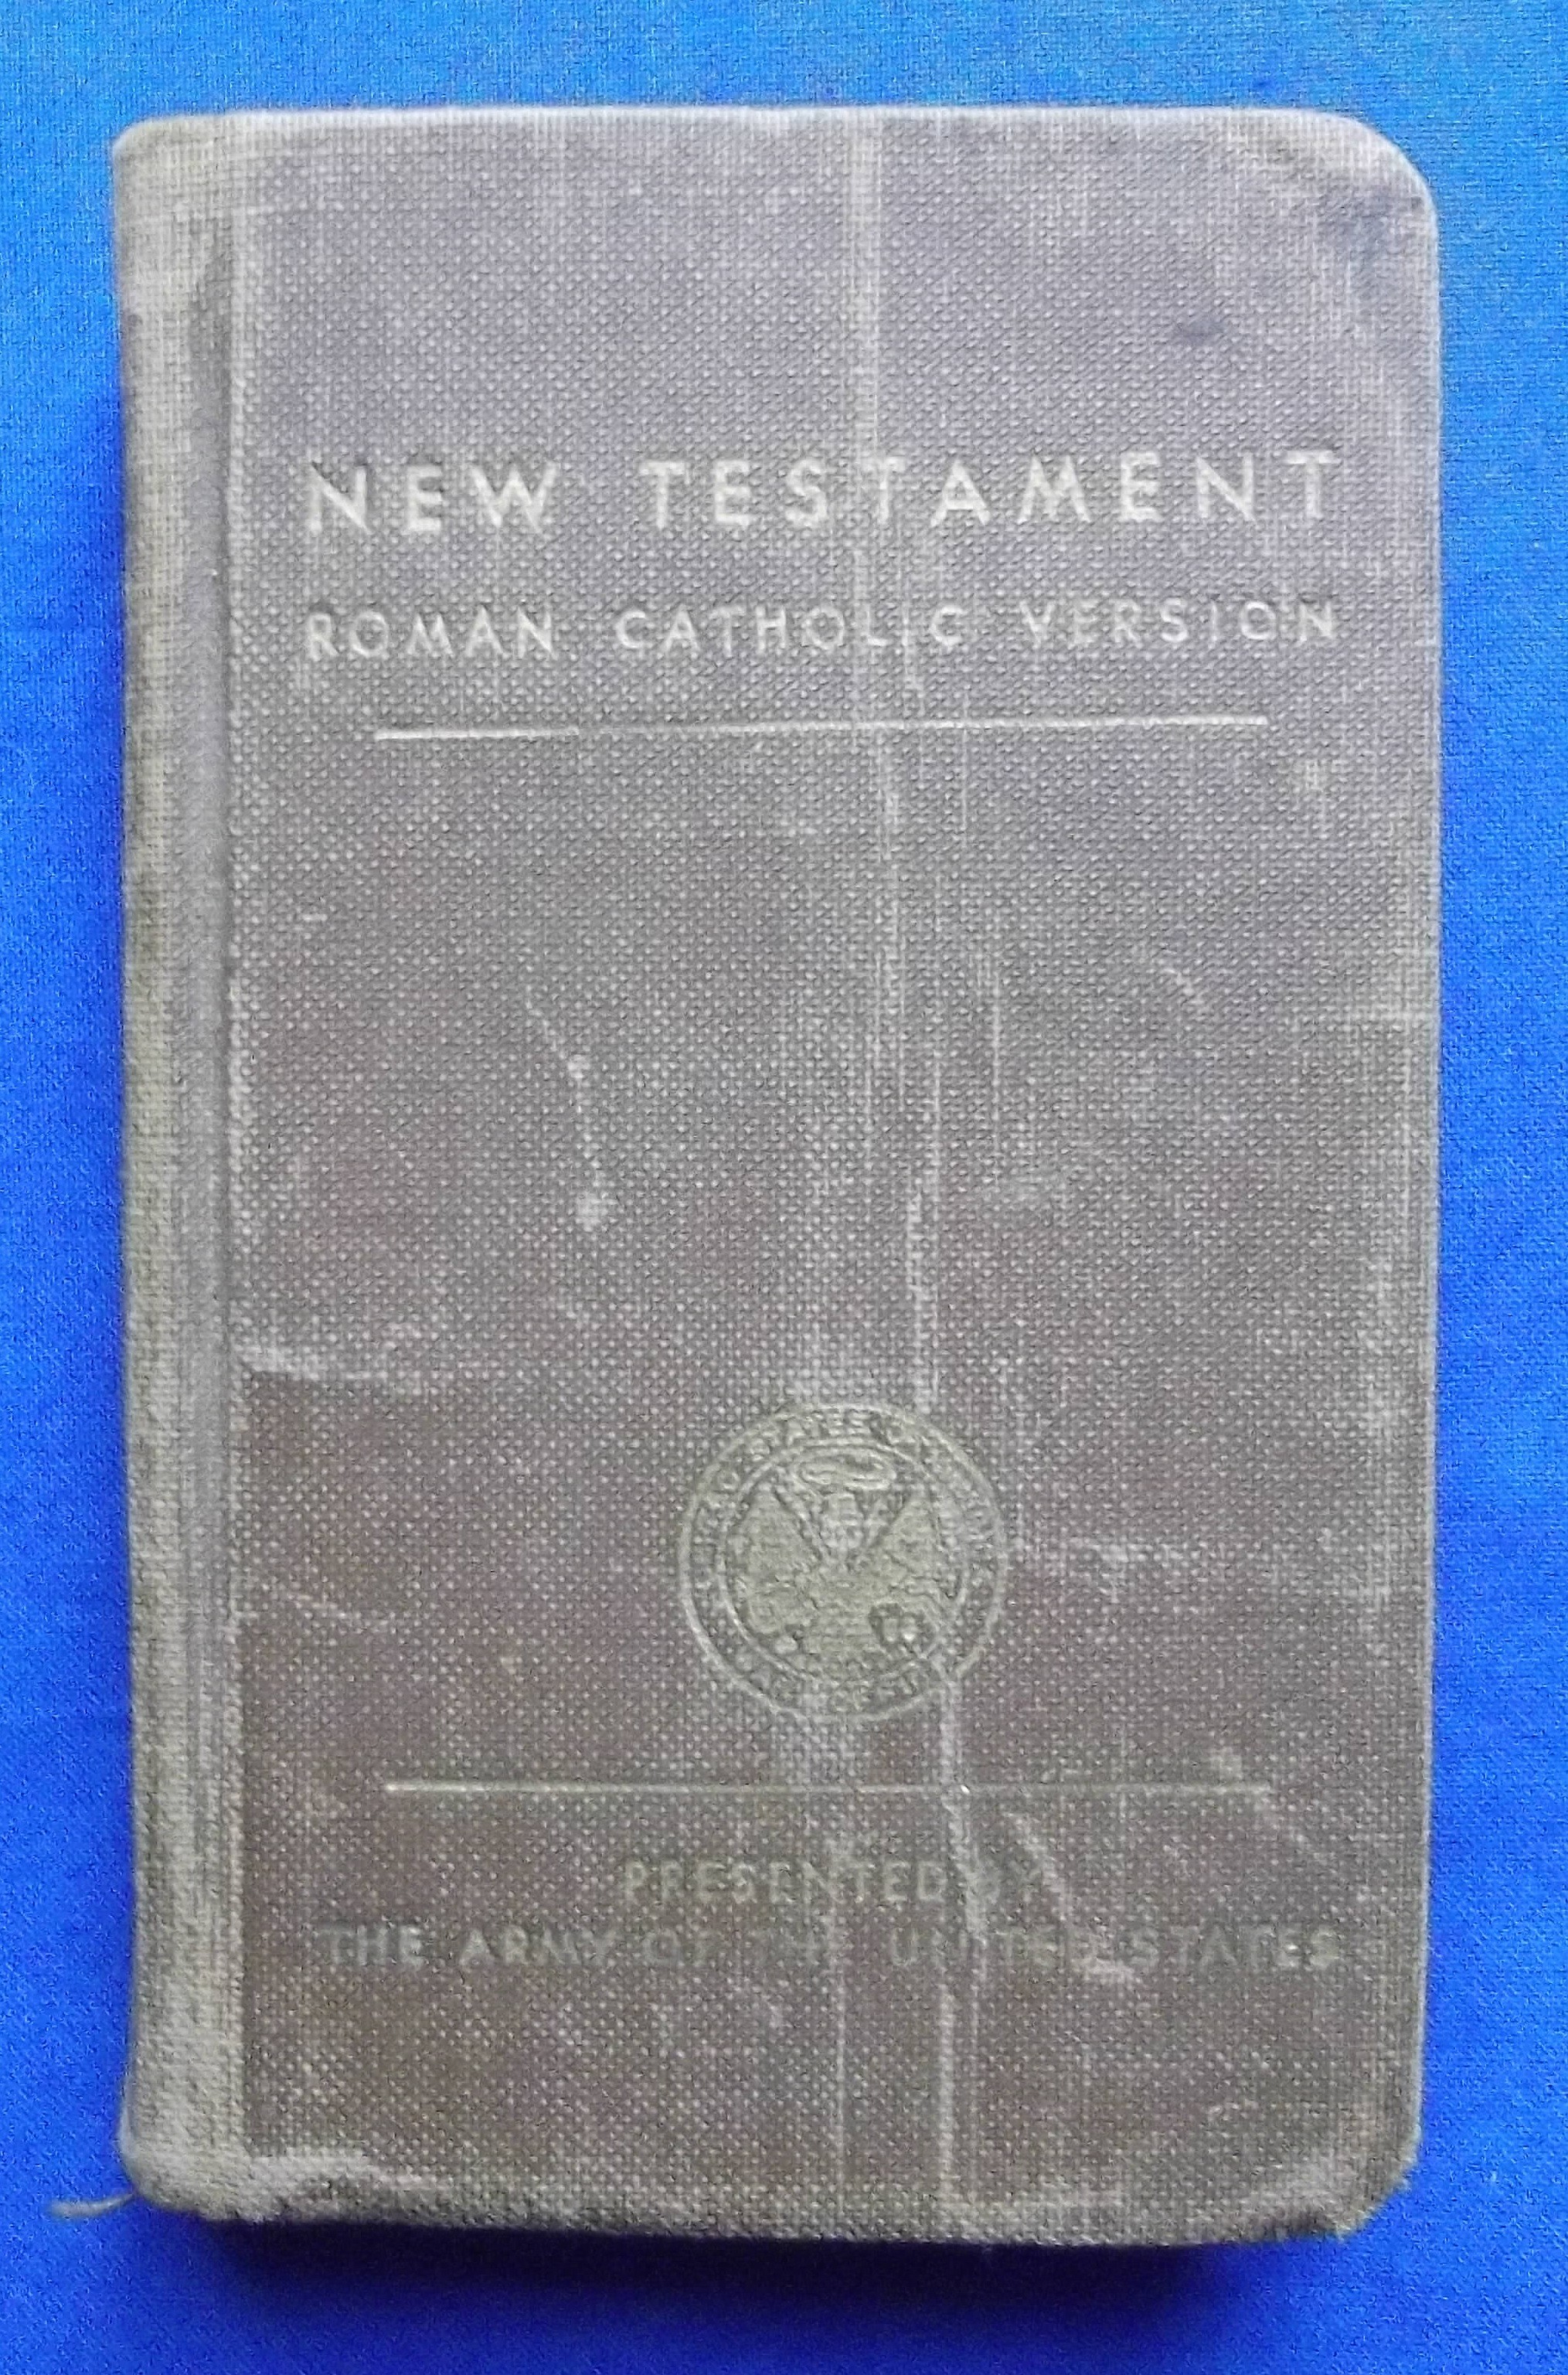 NEW TESTAMENT
ROMAN CATHOLIC VERSION
PRESENTED BY
THE ARMY OF THE UNITED STATES